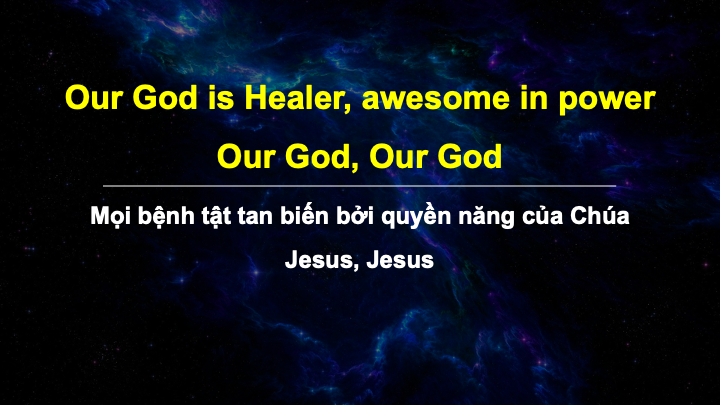 Our God is Healer, awesome in power
Our God, Our God
Mọi bệnh tật tan biến bởi quyền năng của Chúa
Jesus, Jesus